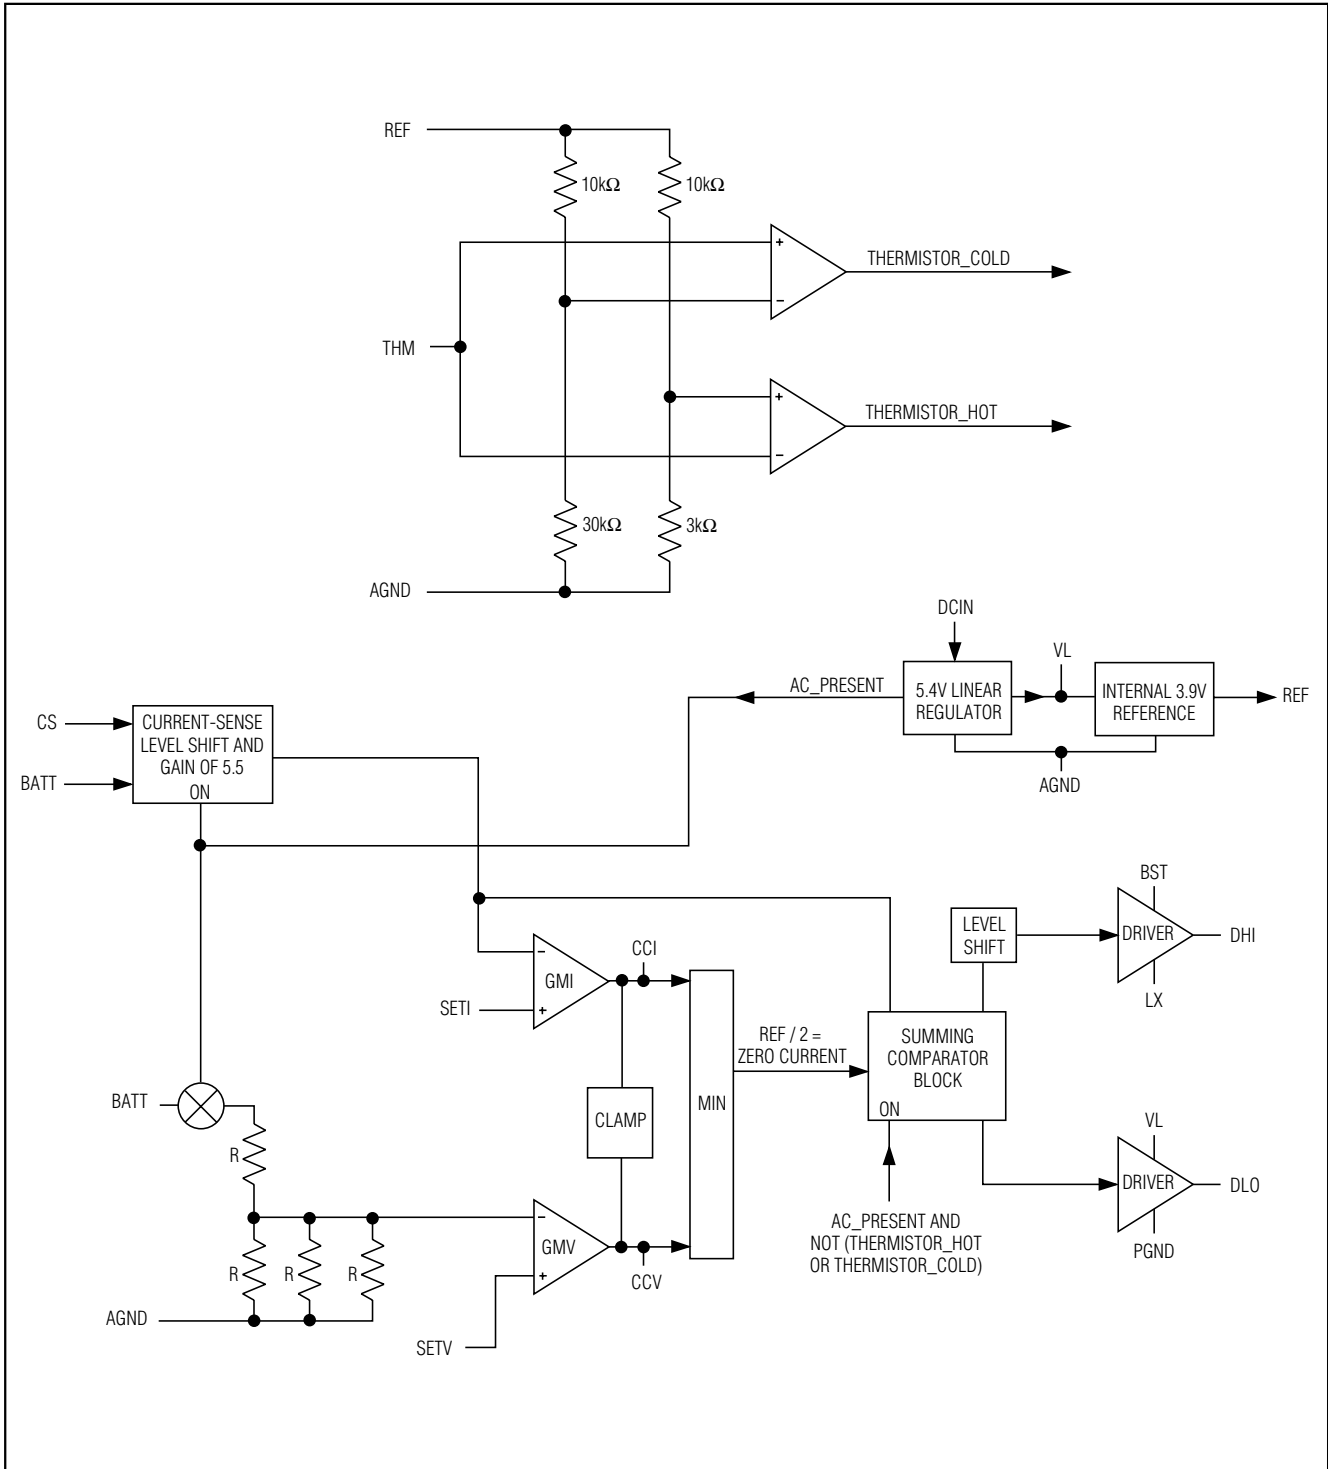 REF
10kΩ
10kΩ
+
THERMISTOR_COLD
−
THM
+
THERMISTOR_HOT
−
30kΩ
3kΩ
AGND
DCIN
VL
AC_PRESENT
5.4V LINEAR
REGULATOR
INTERNAL 3.9V
REFERENCE
REF
AGND
CS
CURRENT-SENSE
LEVEL SHIFT AND
GAIN OF 5.5
BATT
ON
BST
LEVEL
SHIFT
DRIVER
DHI
LX
CCI
−
GMI
SETI
+
REF / 2 =
ZERO CURRENT
SUMMING
COMPARATOR
BLOCK
ON
BATT
CLAMP
MIN
R
VL
DRIVER
DLO
PGND
−
GMV
+
CCV
R
R
R
AC_PRESENT AND
NOT (THERMISTOR_HOT
OR THERMISTOR_COLD)
AGND
SETV